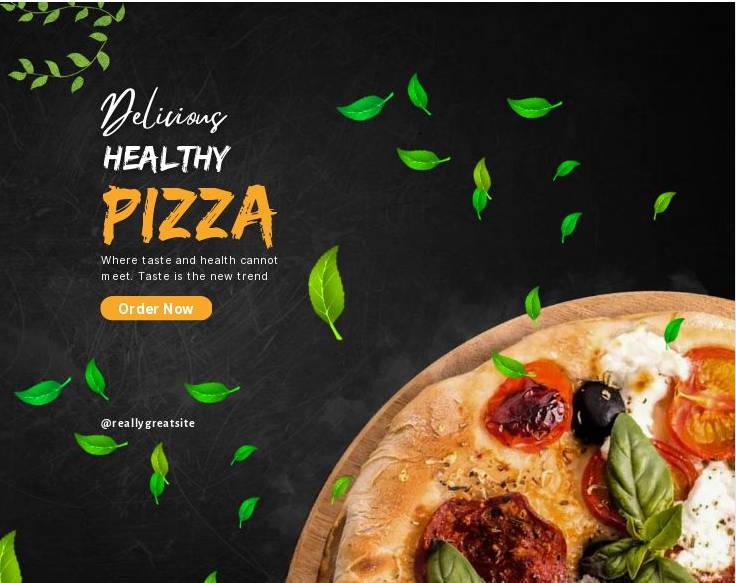 Delicious
HEALTHY
PIZZA
Where taste and health cannot
meet. Taste is the new trend
Order Now
@reallygreatsite